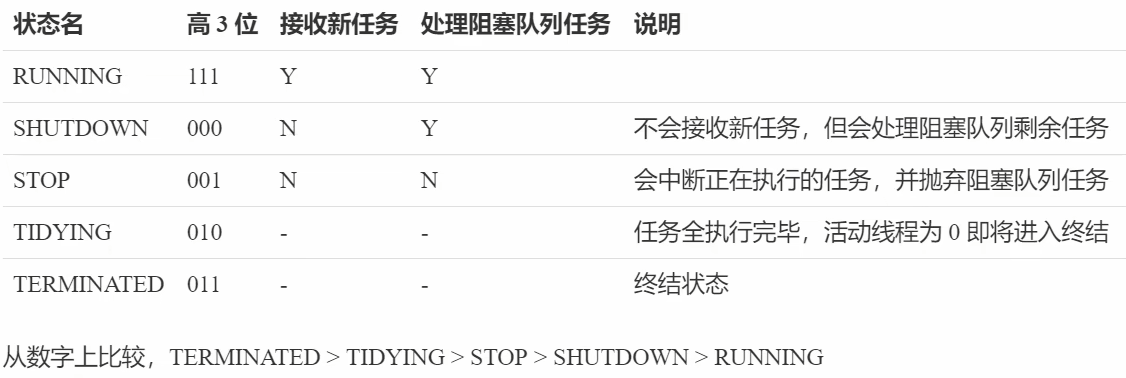 状态名 高 3 位 接收新任务 处理阻塞队列任务 说明
RUNNING 111 Y Y
SHUTDOWN 000 N Y 不会接收新任务，但会处理阻塞队列剩余任务
STOP 001 N N 会中断正在执行的任务，并抛弃阻塞队列任务
TIDYING 010 - - 任务全执行完毕，活动线程为 0 即将进入终结
TERMINATED 011 - - 终结状态
从数字上比较，TERMINATED > TIDYING > STOP > SHUTDOWN > RUNNING